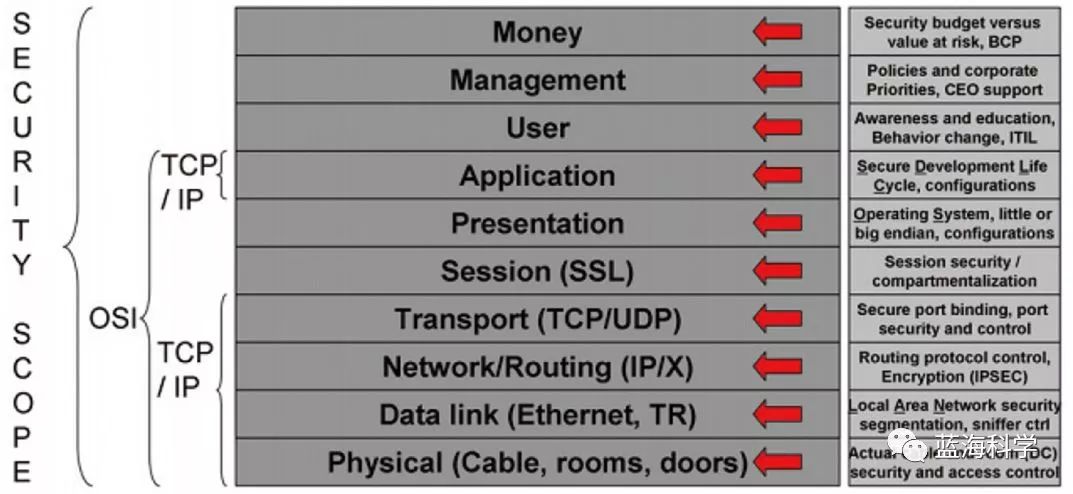 SECURITY SCOPE
OSI
TCP
/ IP
TCP
/ IP
Money
Security budget versus
value at risk, BCP
Management
Policies and corporate
Priorities, CEO support
User
Awareness and education,
Behavior change, ITIL
Application
Secure Development Life
Cycle, configurations
Presentation
Operating System, little or
big endian, configurations
Session (SSL)
Session security /
compartmentalization
Transport (TCP/UDP)
Secure port binding, port
security and control
Network/Routing (IP/X)
Routing protocol control,
Encryption (IPSEC)
Data link (Ethernet, TR)
Local Area Network security
segmentation, sniffer ctrl
Physical (Cable, rooms, doors)
Actual (DC)
security and access control
蓝海科学